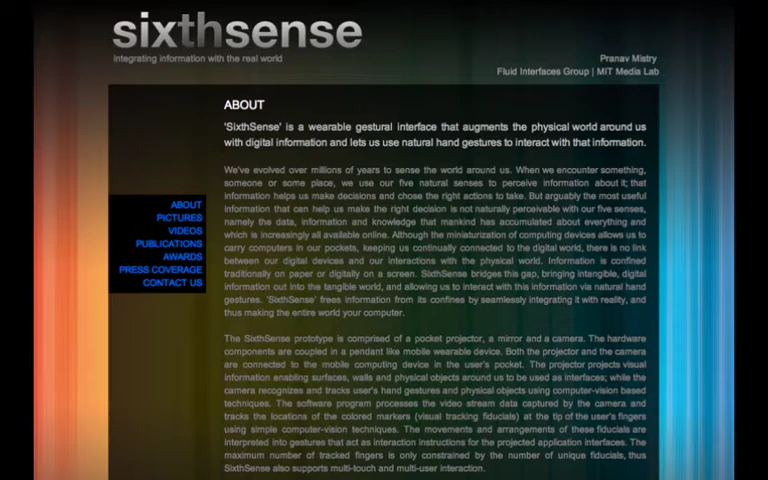 sixthsense
integrating information with the real world
Pranav Mistry
Fluid Interfaces Group | MIT Media Lab
ABOUT
'SixthSense' is a wearable gestural interface that augments the physical world around us
with digital information and lets us use natural hand gestures to interact with that information.
We've evolved over millions of years to sense the world around us. When we encounter something,
someone or some place, we use our five natural senses to perceive information about it; that
information helps us make decisions and chose the right actions to take. But arguably the most useful
information that can help us make the right decision is not naturally perceivable with our five senses,
namely the data, information and knowledge that mankind has accumulated about everything and
which is increasingly all available online. Although the miniaturization of computing devices allows us to
carry computers in our pockets, keeping us continually connected to the digital world, there is no link
between our digital devices and our interactions with the physical world. Information is confined
traditionally on paper or digitally on a screen. SixthSense bridges this gap, bringing intangible, digital
information out into the tangible world, and allowing us to interact with this information via natural hand
gestures. 'SixthSense' frees information from its confines by seamlessly integrating it with reality, and
thus making the entire world your computer.
The SixthSense prototype is comprised of a pocket projector, a mirror and a camera. The hardware
components are coupled in a pendant like mobile wearable device. Both the projector and the camera
are connected to the mobile computing device in the user's pocket. The projector projects visual
information enabling surfaces, walls and physical objects around us to be used as interfaces; while the
camera recognizes and tracks user's hand gestures and physical objects using computer-vision based
techniques. The software program processes the video stream data captured by the camera and
tracks the locations of the colored markers (visual tracking fiducials) at the tip of the user's fingers
using simple computer-vision techniques. The movements and arrangements of these fiducials are
interpreted into gestures that act as interaction instructions for the projected application interfaces. The
maximum number of tracked fingers is only constrained by the number of unique fiducials, thus
SixthSense also supports multi-touch and multi-user interaction.
ABOUT
PICTURES
VIDEOS
PUBLICATIONS
AWARDS
PRESS COVERAGE
CONTACT US